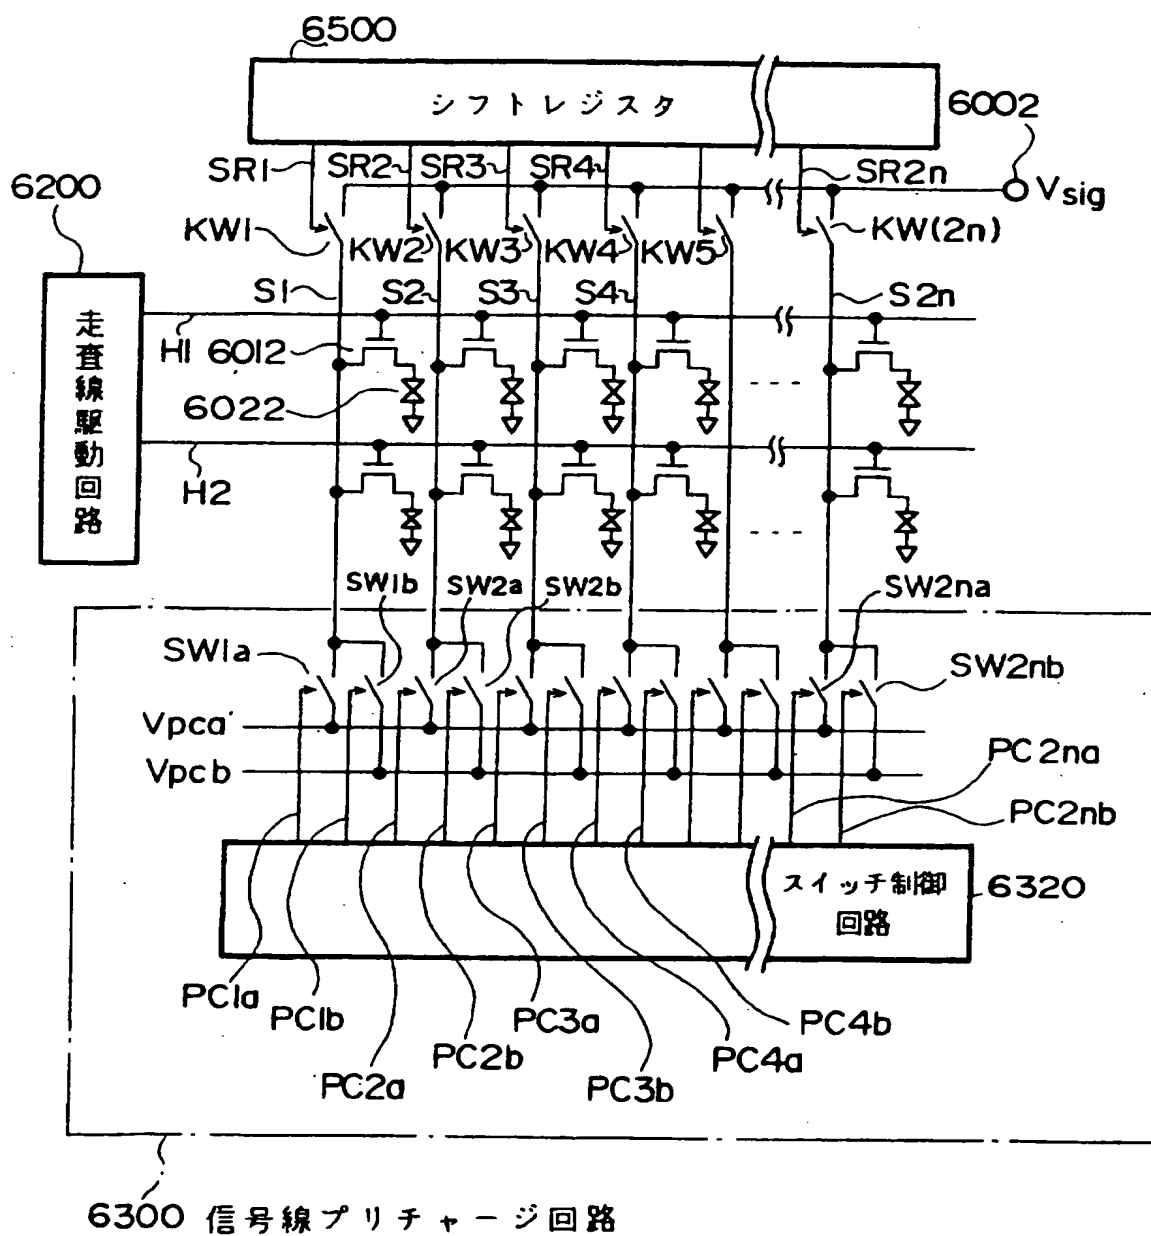 6500
シフトレジスタ
6002
SR1
SR2
SR3
SR4
SR2n
Vsig
6200
KW1
KW2
KW3
KW4
KW5
KW(2n)
S1
S2
S3
S4
S2n
走査線駆動回路
H1
6012
6022
H2
SW1b
SW2a
SW2b
SW2na
SW1a
SW2nb
Vpca
Vpcb
PC2na
PC2nb
スイッチ制御
回路
6320
PC1a
PC1b
PC2a
PC2b
PC3a
PC3b
PC4a
PC4b
6300 信号線プリチャージ回路